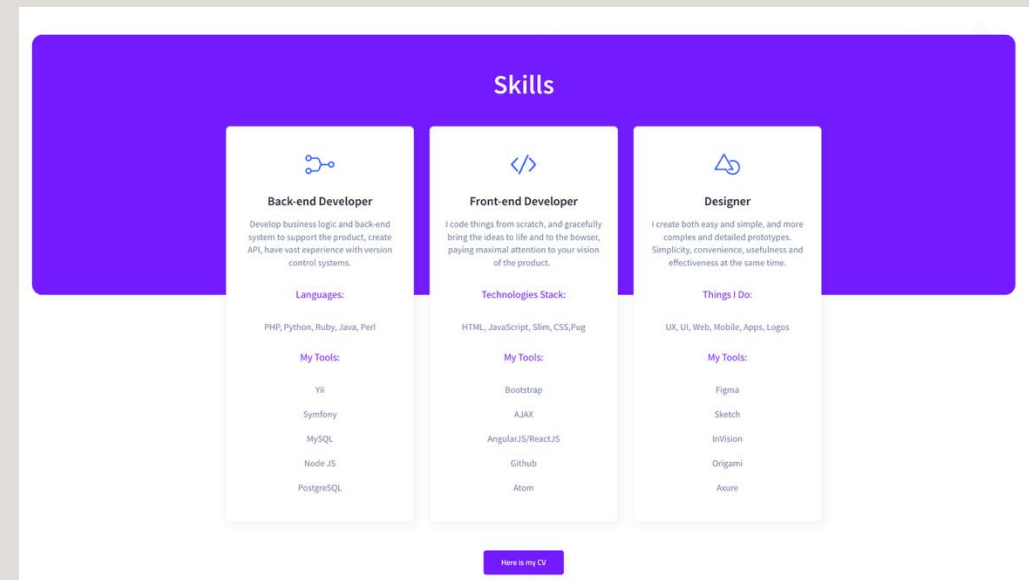 Skills
Back-end Developer
Develop business logic and back-end
system to support the product, create
API, have vast experience with version
control systems.
Languages:
PHP, Python, Ruby, Java, Perl
My Tools:
Yii
Symfony
MySQL
Node JS
PostgreSQL
Front-end Developer
I code things from scratch, and gracefully
bring the ideas to life and to the bowser,
paying maximal attention to your vision
of the product.
Technologies Stack:
HTML, JavaScript, Slim, CSS,Pug
My Tools:
Bootstrap
AJAX
AngularJS/ReactJS
Github
Atom
Designer
I create both easy and simple, and more
complex and detailed prototypes.
Simplicity, convenience, usefulness and
effectiveness at the same time.
Things I Do:
UX, UI, Web, Mobile, Apps, Logos
My Tools:
Figma
Sketch
InVision
Origami
Axure
Here is my CV